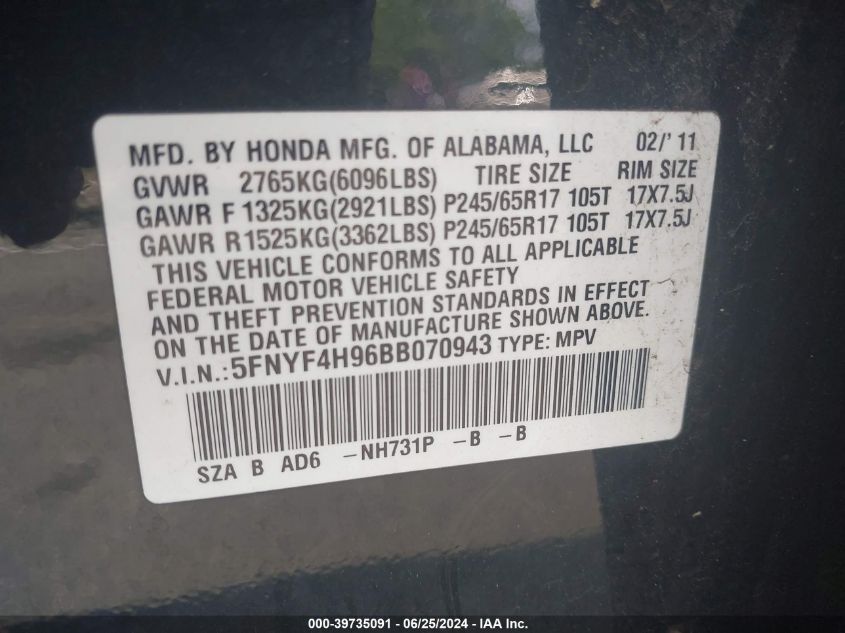 MFD. BY HONDA MFG. OF ALABAMA, LLC 02/' 11
GVWR 2765KG(6096LBS) TIRE SIZE RIM SIZE
GAWR F 1325KG(2921LBS) P245/65R17 105T 17X7.5J
GAWR R1525KG(3362LBS) P245/65R17 105T 17X7.5J
THIS VEHICLE CONFORMS TO ALL APPLICABLE
FEDERAL MOTOR VEHICLE SAFETY
AND THEFT PREVENTION STANDARDS IN EFFECT
ON THE DATE OF MANUFACTURE SHOWN ABOVE.
V.I.N.: 5FNYF4H96BB070943 TYPE: MPV
SZA B AD6 -NH731P -B -B
000-39735091 - 06/25/2024 - IAA Inc.